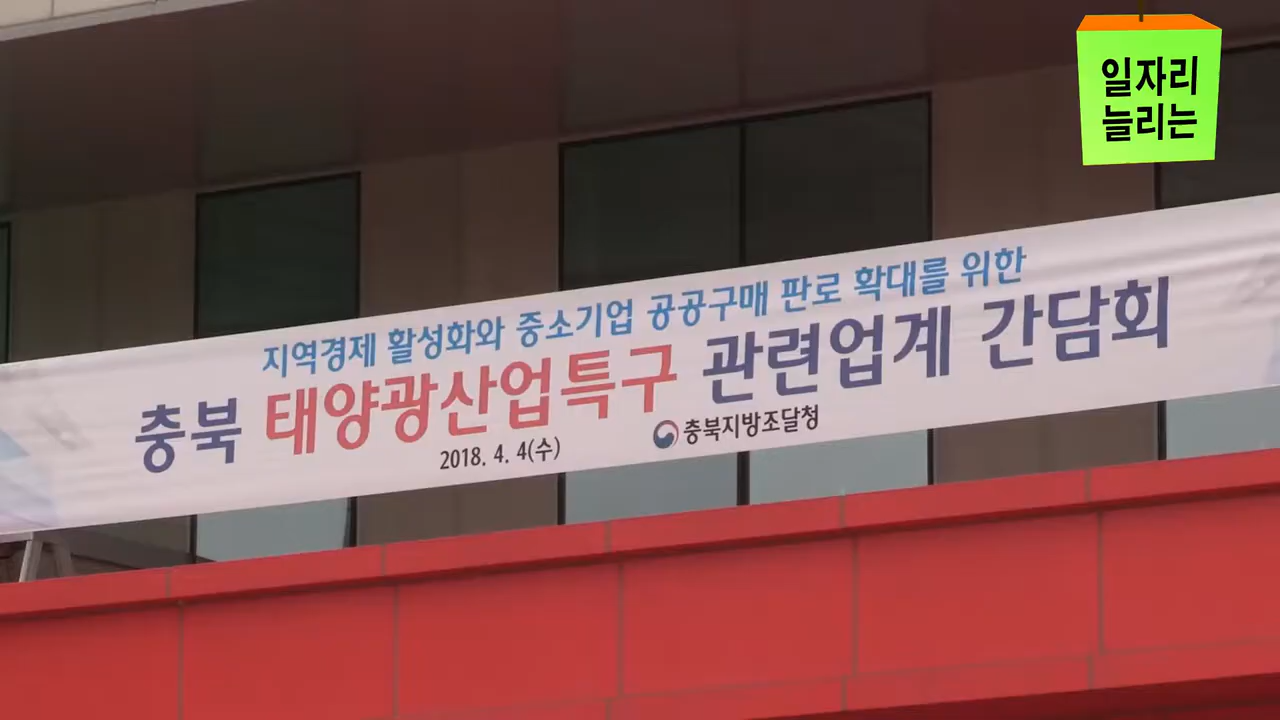 일자리
늘리는
지역경제 활성화와 중소기업 공공구매 판로 확대를 위한
충북 태양광산업특구 관련업계 간담회
2018. 4. 4(수)
충북지방조달청